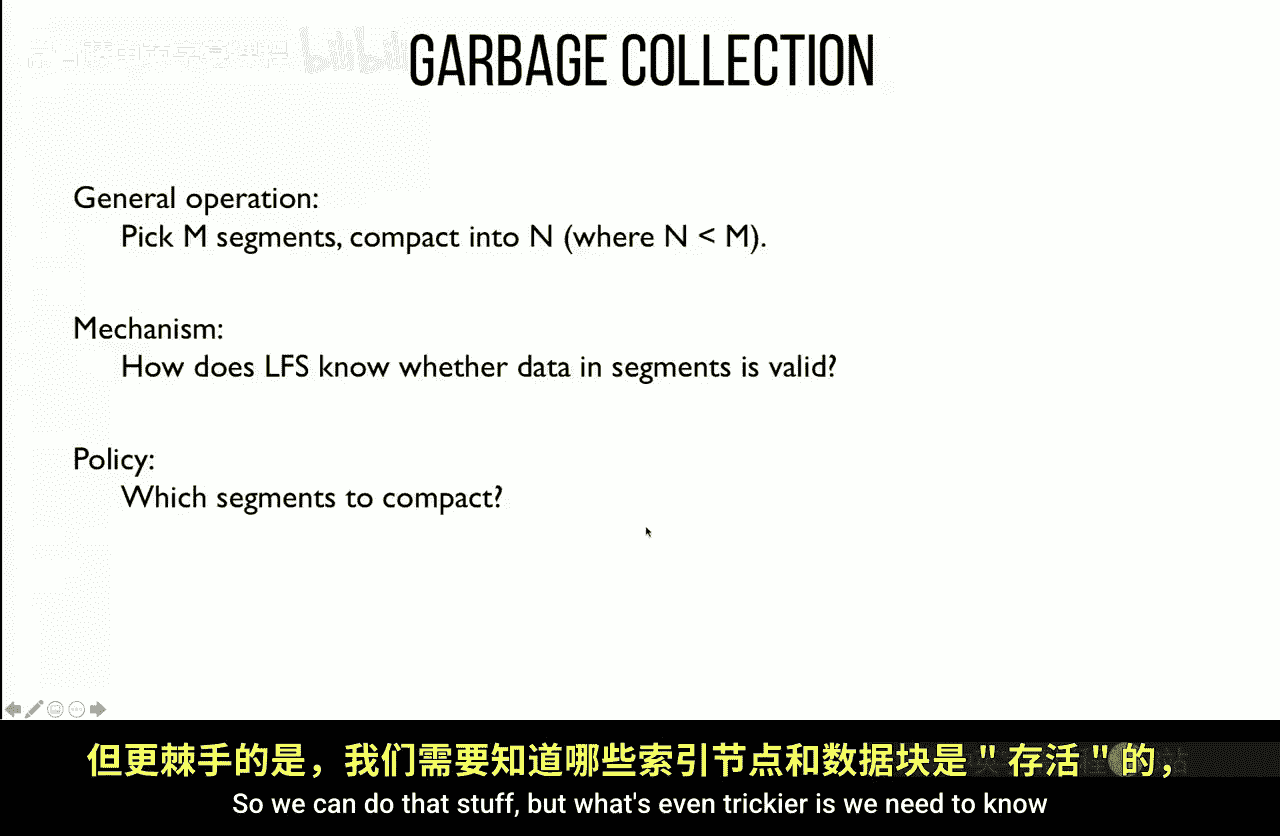 GARBAGE COLLECTION
General operation:
Pick M segments, compact into N (where N < M).
Mechanism:
How does LFS know whether data in segments is valid?
Policy:
Which segments to compact?
但更棘手的是，我们需要知道哪些索引节点和数据块是＂存活＂的，
So we can do that stuff, but what's even trickier is we need to know